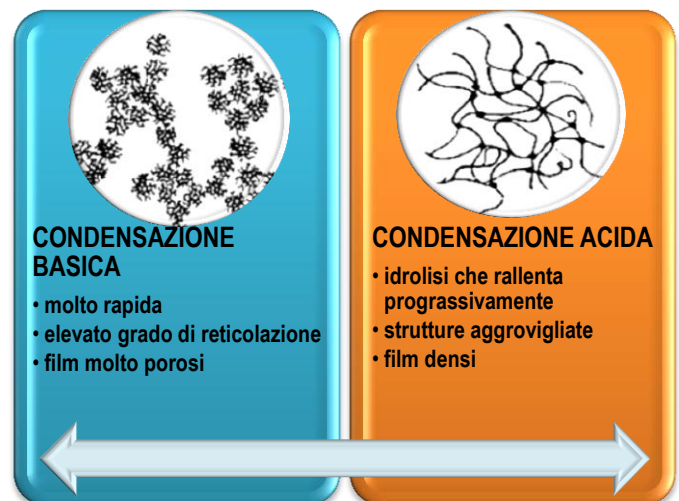 CONDENSAZIONE
BASICA
• molto rapida
• elevato grado di reticolazione
• film molto porosi
CONDENSAZIONE ACIDA
• idrolisi che rallenta
prograssivamente
• strutture aggrovigliate
• film densi